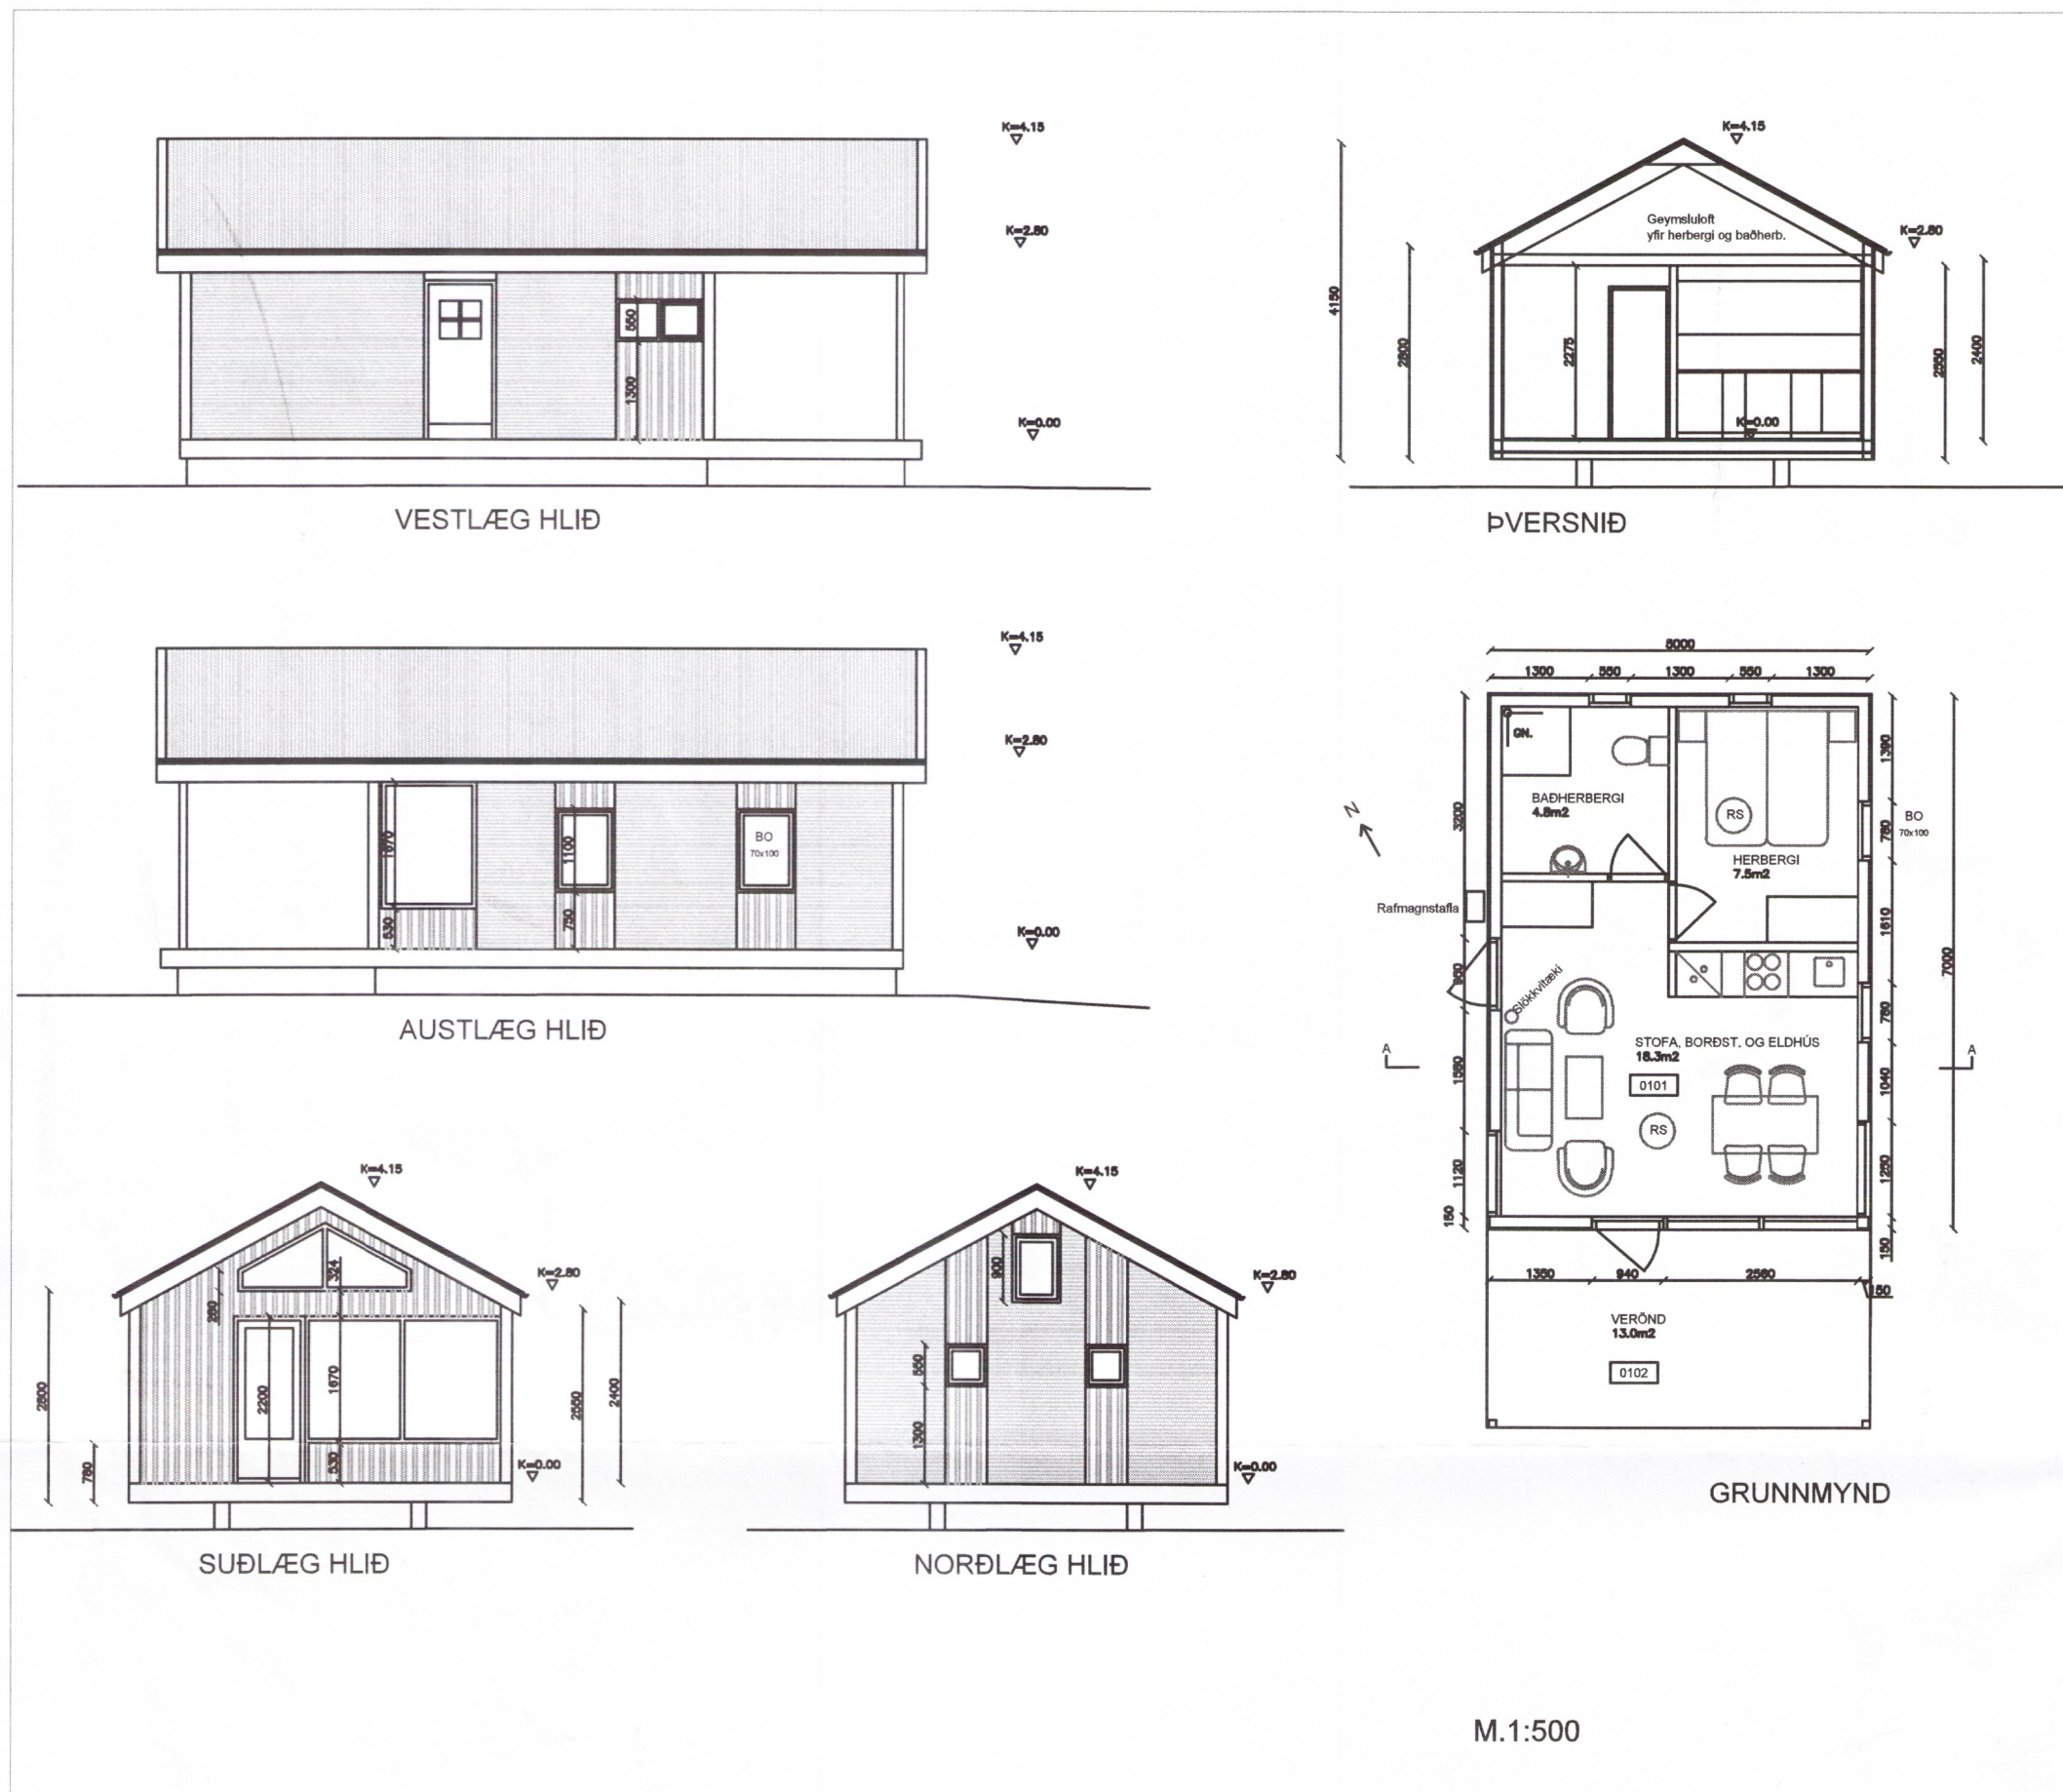 K=4.15
K=2.80
550
1300
K=0.00
VESTLÆG HLIÐ
K=4.15
K=2.80
Geymsluloft
yfir herbergi og baðherb.
4150
2800
2275
2550
2400
K=0.00
ÞVERSNIÐ
K=4.15
K=2.80
1670
530
1100
750
BO
70x100
K=0.00
AUSTLÆG HLIÐ
5000
1300
550
1300
550
1300
GN.
BAÐHERBERGI
4.8m2
RS
HERBERGI
7.5m2
N
3200
Rafmagnstafla
Slökkvitæki
1120
150
1390
780
BO
70x100
1610
780
1040
1250
150
7000
STOFA, BORÐST. OG ELDHÚS
18.3m2
0101
RS
A
A
1350
940
2560
150
VERÖND
13.0m2
0102
GRUNNMYND
K=4.15
K=2.80
324
2800
780
2200
1670
530
2550
2400
K=0.00
SUÐLÆG HLIÐ
K=4.15
K=2.80
900
550
1300
K=0.00
NORÐLÆG HLIÐ
M.1:500